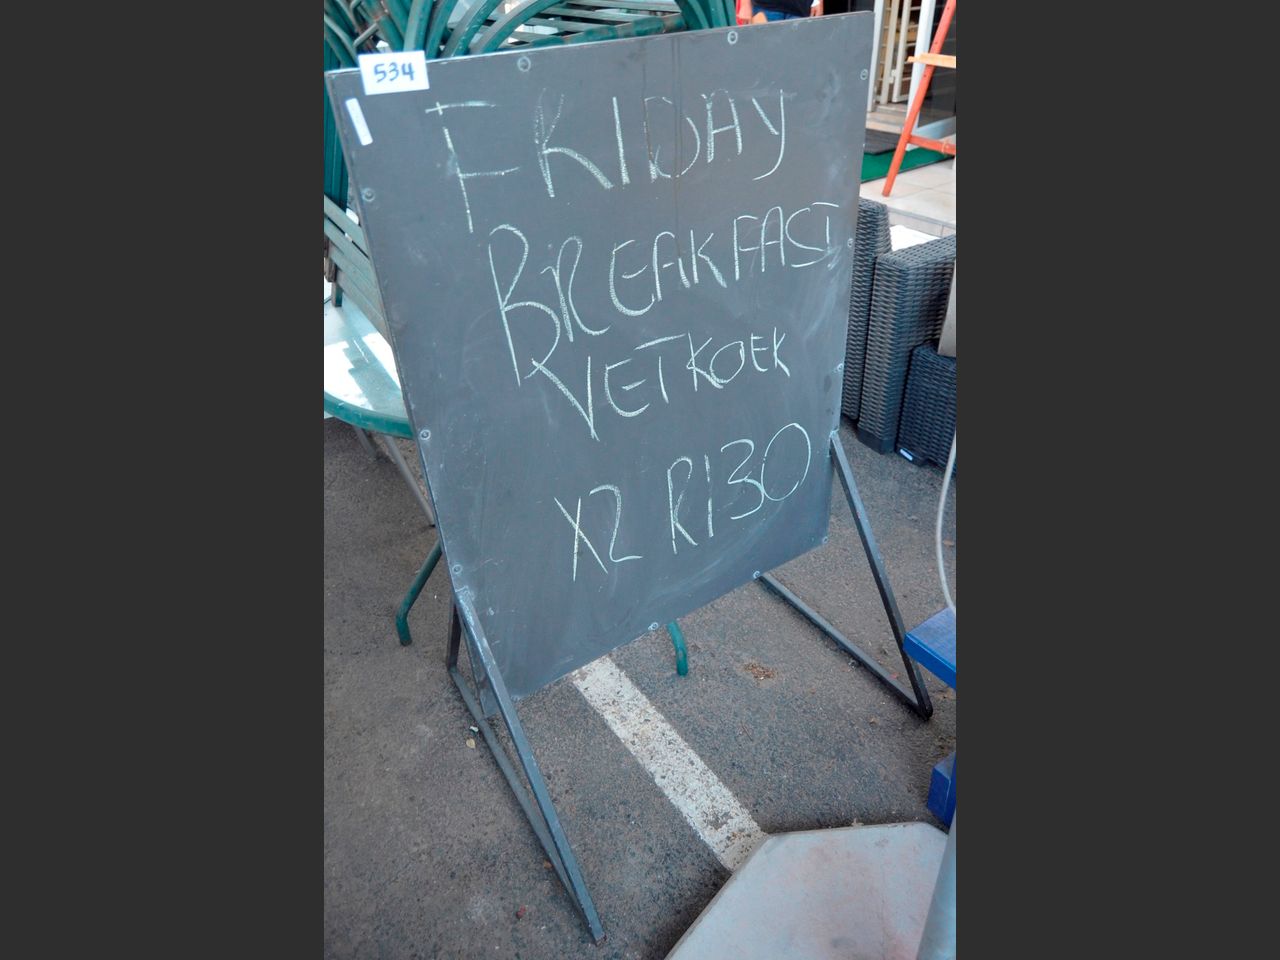 534
FRIDAY
BREAKFAST
VETKOEK
X2 R130